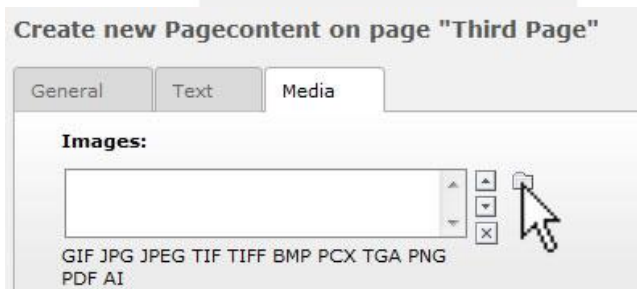 Create new Pagecontent on page "Third Page"
General Text Media
Images:
GIF JPG JPEG TIF TIFF BMP PCX TGA PNG
PDF AI